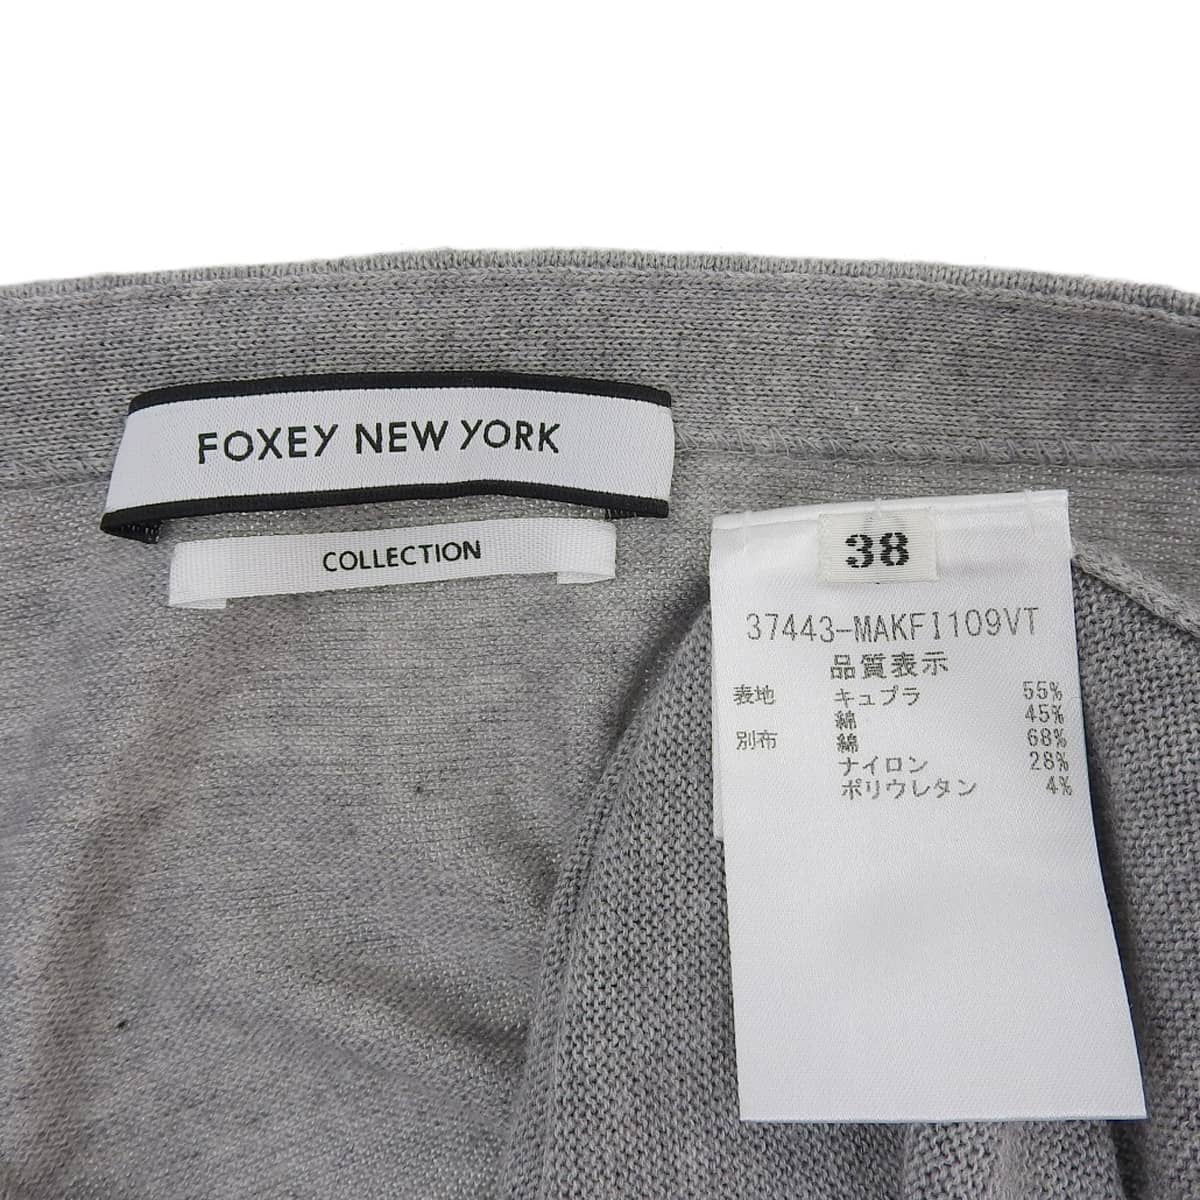 FOXEY NEW YORK
COLLECTION
38
37443-MAKFI109VT
品質表示
表地 キュプラ 55%
綿 45%
別布 綿 68%
ナイロン 28%
ポリウレタン 4%